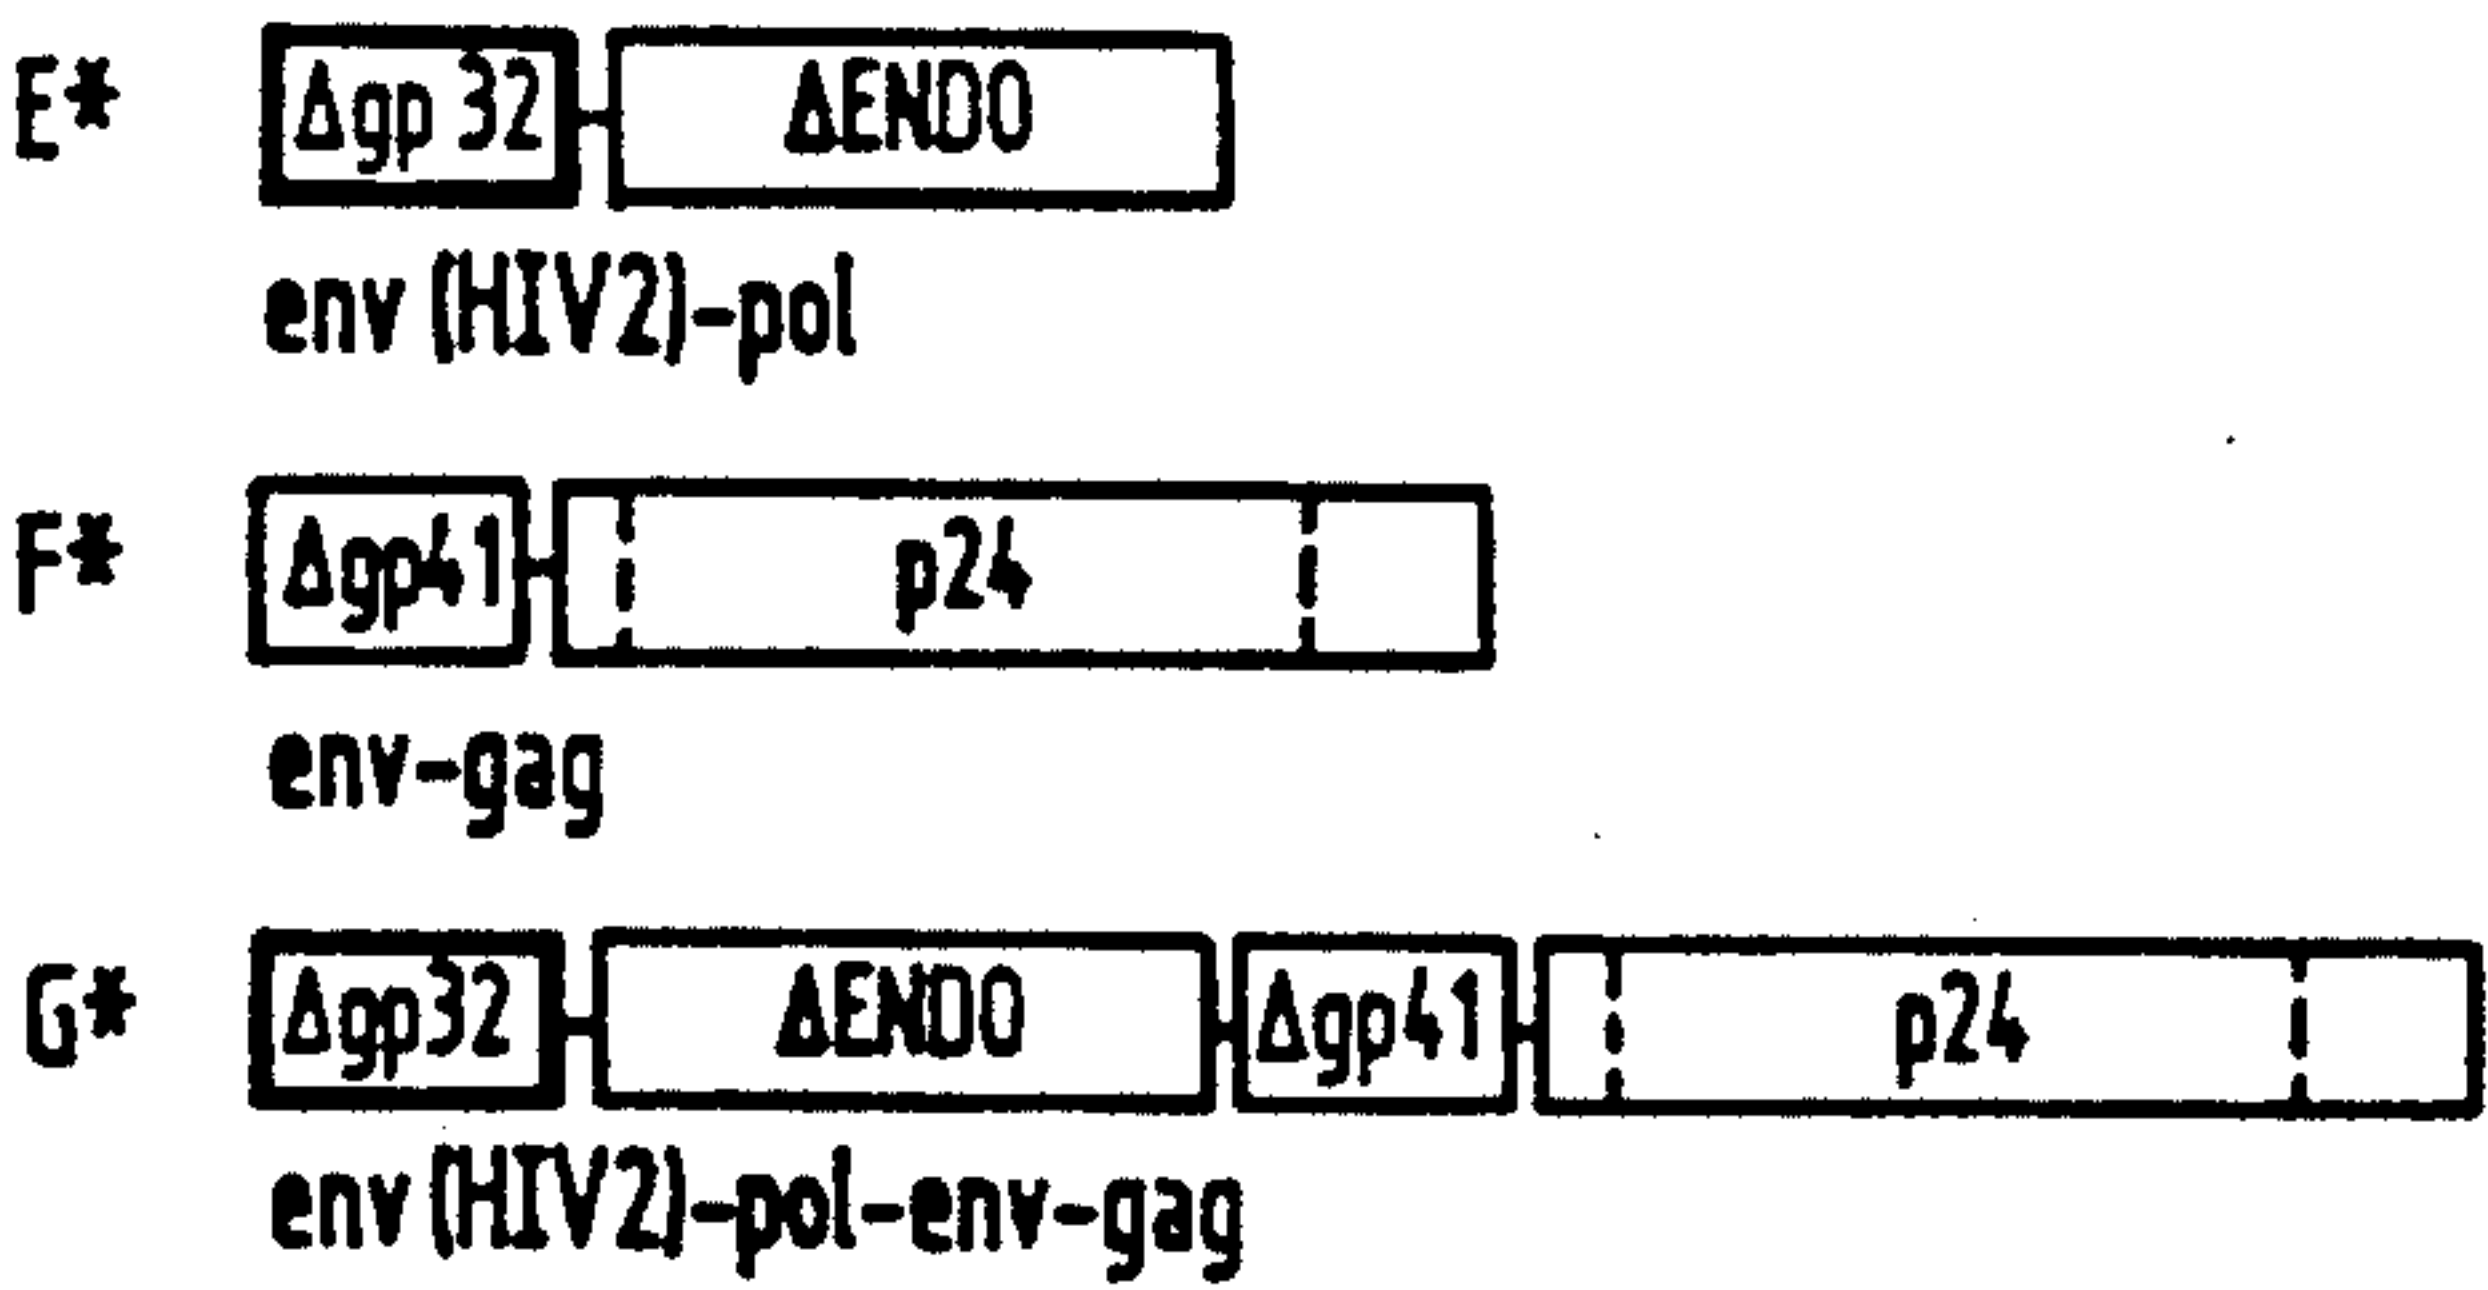 E* Δgp 32 ΔENDO
env (HIV2)-pol
F* Δgp41 p24
env-gag
G* Δgp32 ΔENDO Δgp41 p24
env (HIV2)-pol-env-gag